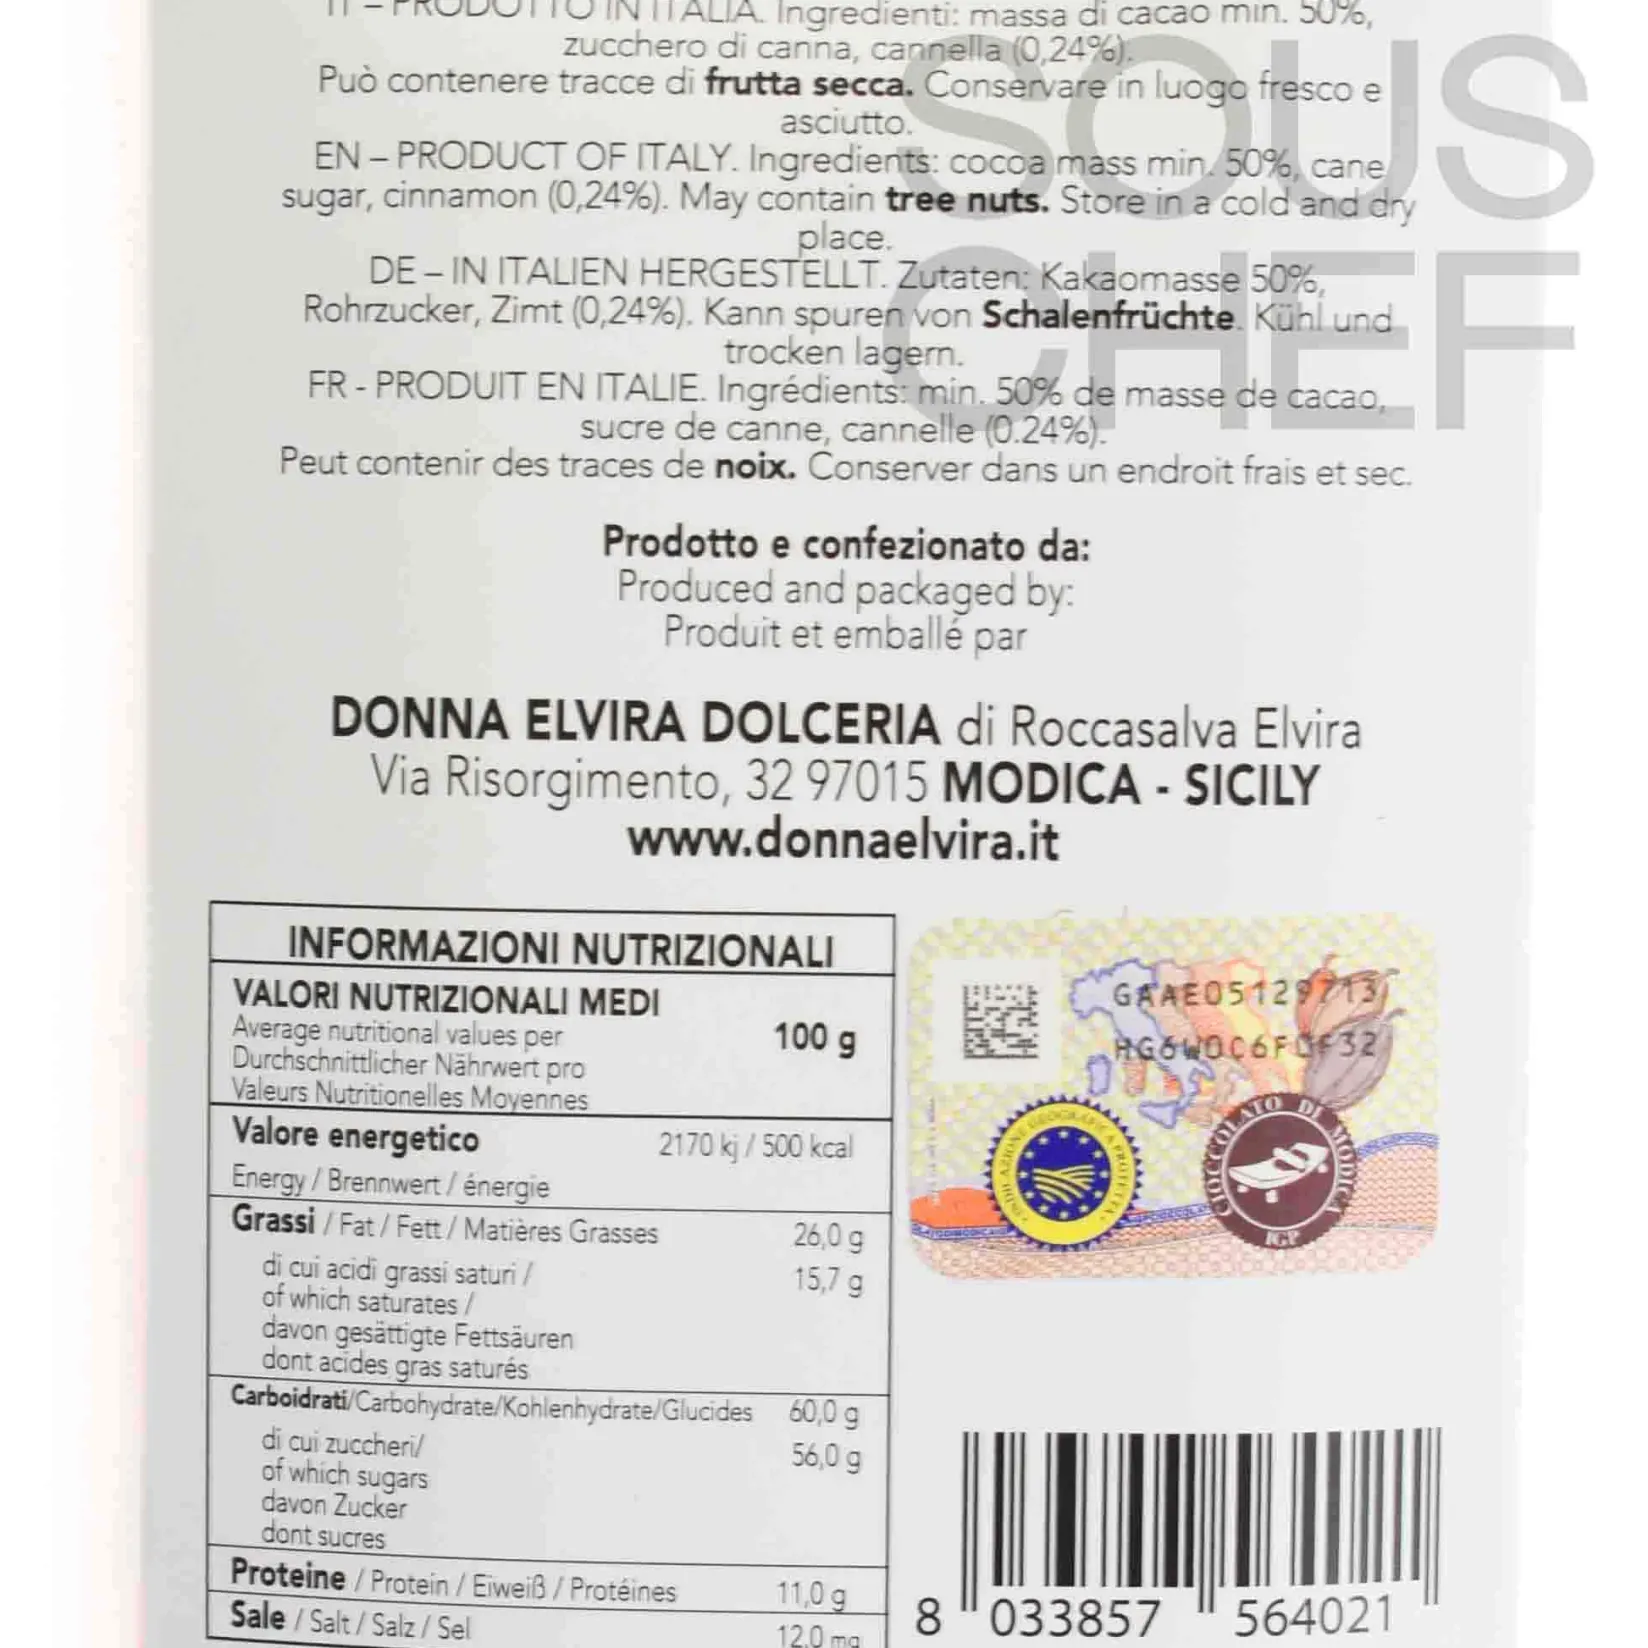 IT – PRODOTTO IN ITALIA. Ingredienti: massa di cacao min. 50%,
zucchero di canna, cannella (0,24%).
Può contenere tracce di frutta secca. Conservare in luogo fresco e
asciutto.
EN – PRODUCT OF ITALY. Ingredients: cocoa mass min. 50%, cane
sugar, cinnamon (0,24%). May contain tree nuts. Store in a cold and dry
place.
DE – IN ITALIEN HERGESTELLT. Zutaten: Kakaomasse 50%,
Rohrzucker, Zimt (0,24%). Kann spuren von Schalenfrüchte. Kühl und
trocken lagern.
FR - PRODUIT EN ITALIE. Ingrédients: min. 50% de masse de cacao,
sucre de canne, cannelle (0.24%).
Peut contenir des traces de noix. Conserver dans un endroit frais et sec.
SOUS
CHEF
Prodotto e confezionato da:
Produced and packaged by:
Produit et emballé par
DONNA ELVIRA DOLCERIA di Roccasalva Elvira
Via Risorgimento, 32 97015 MODICA - SICILY
www.donnaelvira.it
INFORMAZIONI NUTRIZIONALI
VALORI NUTRIZIONALI MEDI
Average nutritional values per
Durchschnittlicher Nährwert pro
Valeurs Nutritionelles Moyennes
100 g
Valore energetico 2170 kj / 500 kcal
Energy / Brennwert / énergie
Grassi / Fat / Fett / Matières Grasses 26,0 g
di cui acidi grassi saturi / 15,7 g
of which saturates /
davon gesättigte Fettsäuren
dont acides gras saturés
Carboidrati/Carbohydrate/Kohlenhydrate/Glucides 60,0 g
di cui zuccheri/ 56,0 g
of which sugars
davon Zucker
dont sucres
Proteine / Protein / Eiweiß / Protéines 11,0 g
Sale / Salt / Salz / Sel 12,0 mg
GAAE05129713
INDICAZIONE GEOGRAFICA PROTETTA
CIOCCOLATO DI MODICA
IGP
8 033857 564021